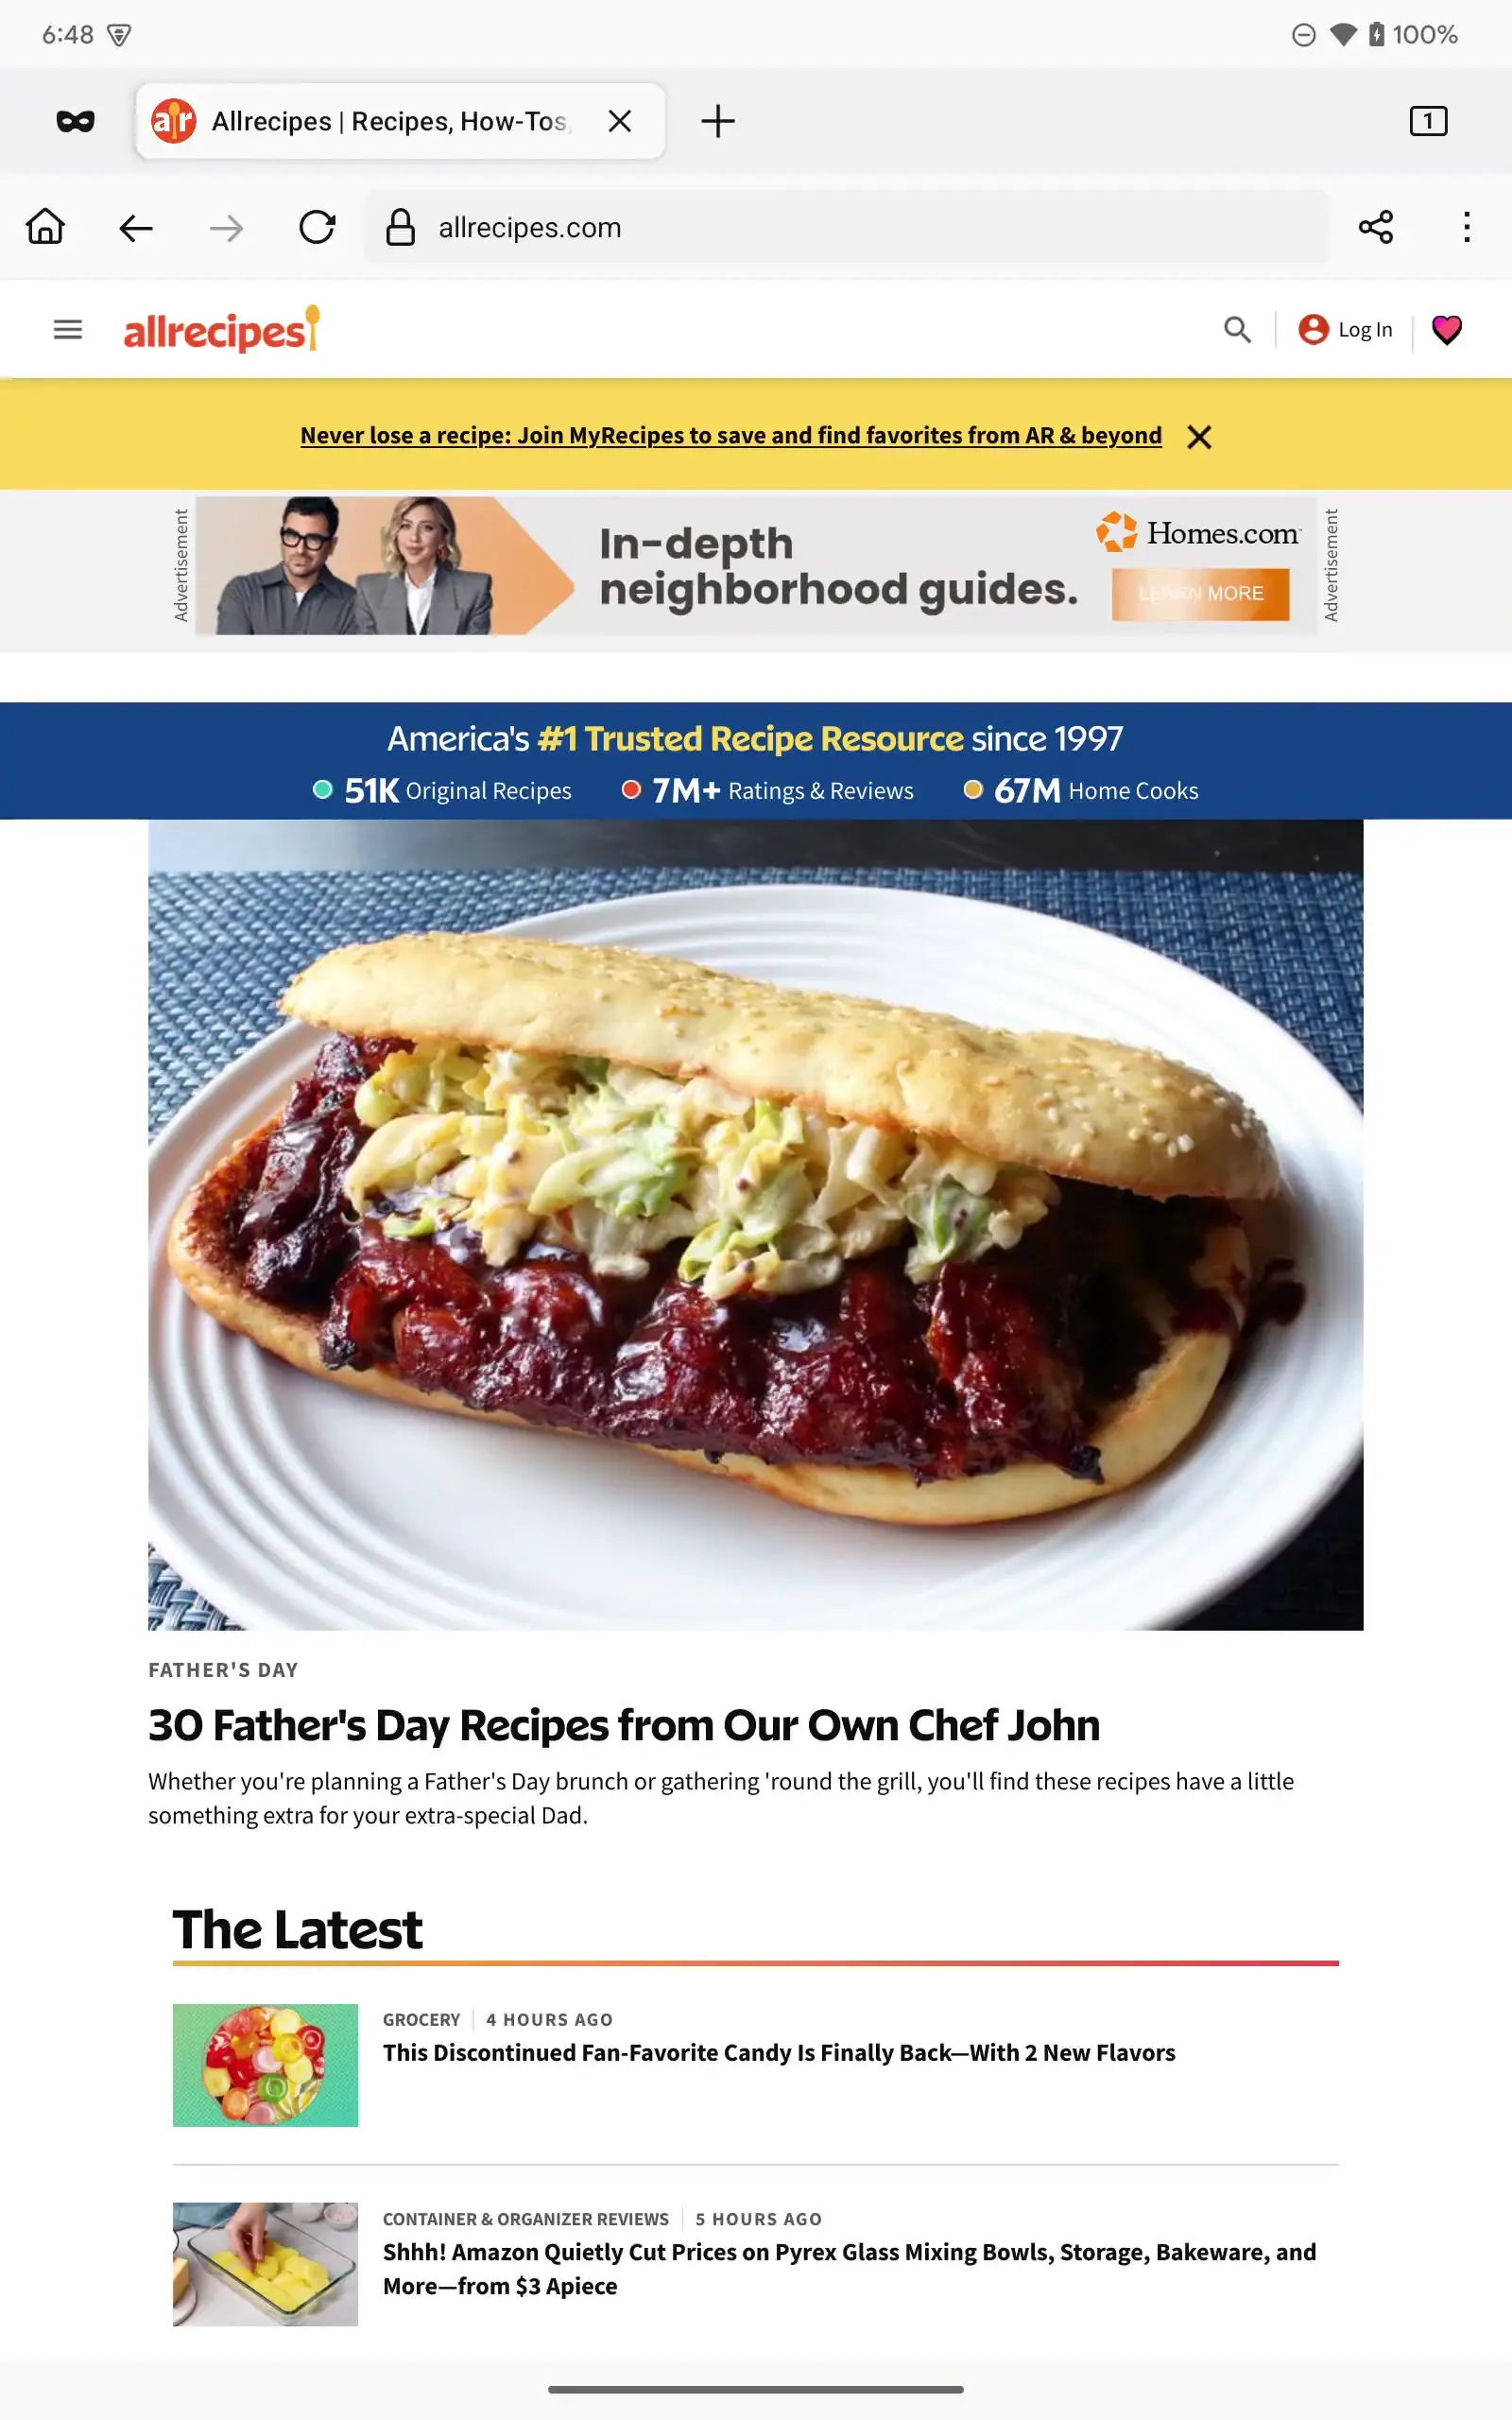 6:48
100%
Allrecipes | Recipes, How-Tos,
1
allrecipes.com
allrecipes
Log In
Never lose a recipe: Join MyRecipes to save and find favorites from AR & beyond
Advertisement
In-depth
neighborhood guides.
Homes.com
LEARN MORE
Advertisement
America's #1 Trusted Recipe Resource since 1997
51K Original Recipes 7M+ Ratings & Reviews 67M Home Cooks
FATHER'S DAY
30 Father's Day Recipes from Our Own Chef John
Whether you're planning a Father's Day brunch or gathering 'round the grill, you'll find these recipes have a little
something extra for your extra-special Dad.
The Latest
GROCERY 4 HOURS AGO
This Discontinued Fan-Favorite Candy Is Finally Back—With 2 New Flavors
CONTAINER & ORGANIZER REVIEWS 5 HOURS AGO
Shhh! Amazon Quietly Cut Prices on Pyrex Glass Mixing Bowls, Storage, Bakeware, and
More—from $3 Apiece